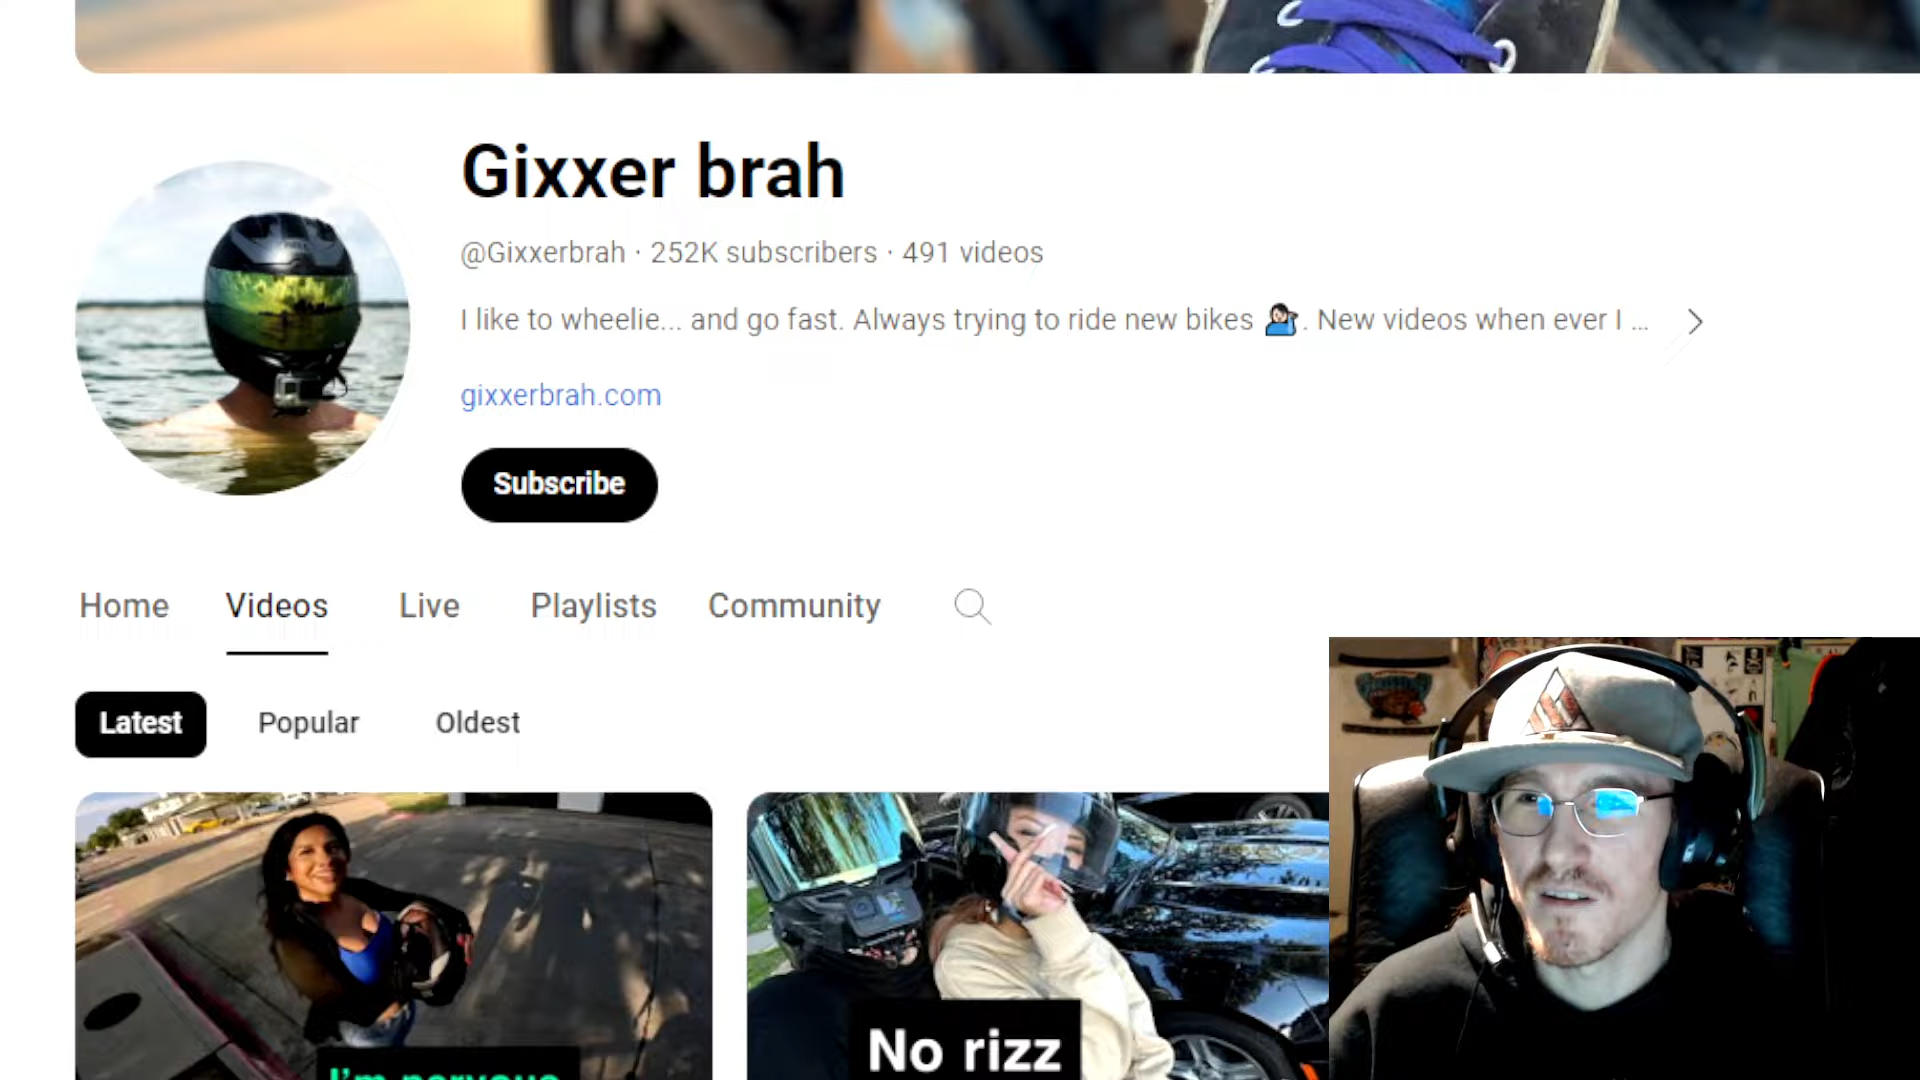 Gixxer brah
@Gixxerbrah · 252K subscribers · 491 videos
I like to wheelie... and go fast. Always trying to ride new bikes 💁🏻‍♂️. New videos when ever I ...
gixxerbrah.com
Subscribe
Home Videos Live Playlists Community
Latest Popular Oldest
I'm nervous
No rizz